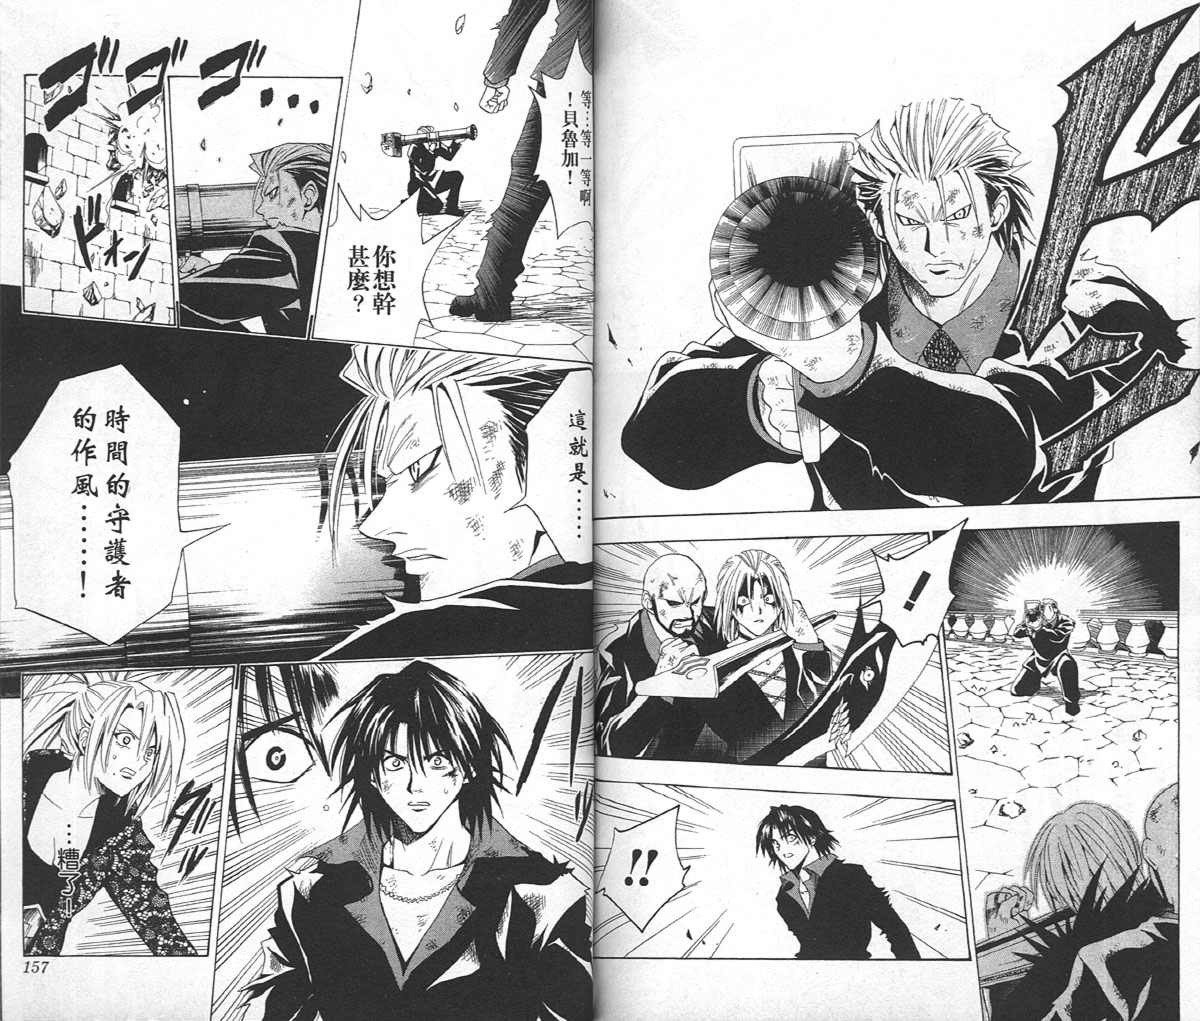 ド
!
!!
等…等一等啊
!貝魯加!
你想幹
甚麼?
ゴゴゴ…
ドォン
這就是……
時間的守護者
的作風……!
…糟了!
157